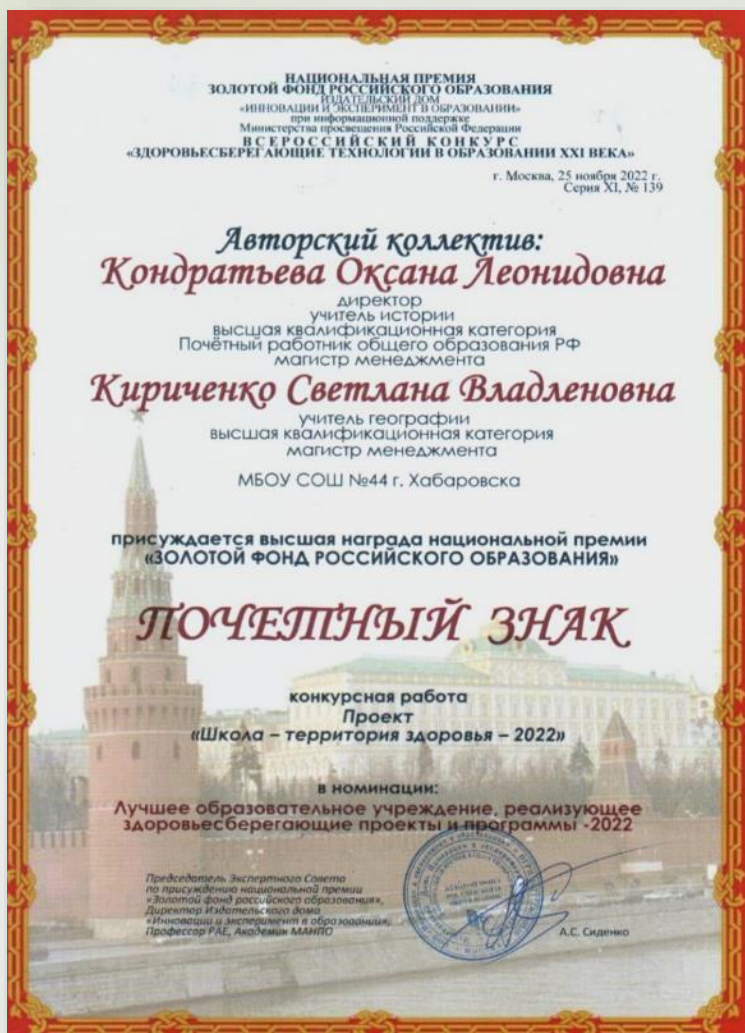 НАЦИОНАЛЬНАЯ ПРЕМИЯ
ЗОЛОТОЙ ФОНД РОССИЙСКОГО ОБРАЗОВАНИЯ
ИЗДАТЕЛЬСКИЙ ДОМ
«ИННОВАЦИИ И ЭКСПЕРИМЕНТ В ОБРАЗОВАНИИ»
при информационной поддержке
Министерства просвещения Российской Федерации
ВСЕРОССИЙСКИЙ КОНКУРС
«ЗДОРОВЬЕСБЕРЕГАЮЩИЕ ТЕХНОЛОГИИ В ОБРАЗОВАНИИ XXI ВЕКА»
г. Москва, 25 ноября 2022 г.
Серия XI, № 139
Авторский коллектив:
Кондратьева Оксана Леонидовна
директор
учитель истории
высшая квалификационная категория
Почётный работник общего образования РФ
магистр менеджмента
Кириченко Светлана Владленовна
учитель географии
высшая квалификационная категория
магистр менеджмента
МБОУ СОШ №44 г. Хабаровска
присуждается высшая награда национальной премии
«ЗОЛОТОЙ ФОНД РОССИЙСКОГО ОБРАЗОВАНИЯ»
ПОЧЕТНЫЙ ЗНАК
конкурсная работа
Проект
«Школа – территория здоровья – 2022»
в номинации:
Лучшее образовательное учреждение, реализующее
здоровьесберегающие проекты и программы -2022
Председатель Экспертного Совета
по присуждению национальной премии
«Золотой фонд российского образования»,
Директор Издательского дома
«Инновации и эксперимент в образовании»,
Профессор РАЕ, Академик МАНПО
А.С. Сиденко